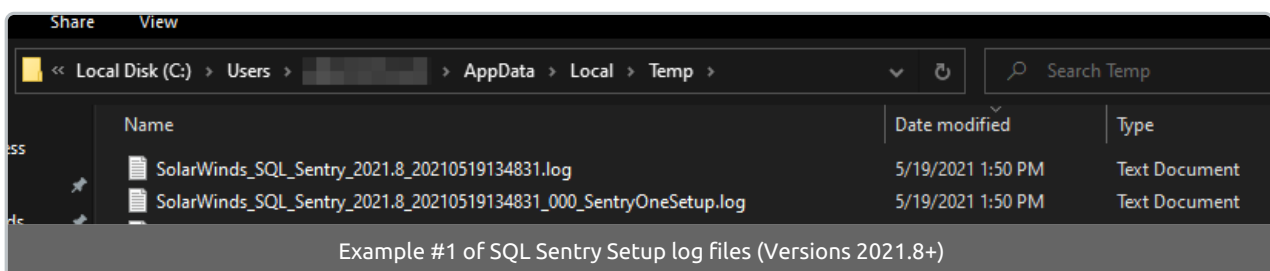 Share View
« Local Disk (C:) > Users > > AppData > Local > Temp > Search Temp
Name Date modified Type
ess
SolarWinds_SQL_Sentry_2021.8_20210519134831.log 5/19/2021 1:50 PM Text Document
SolarWinds_SQL_Sentry_2021.8_20210519134831_000_SentryOneSetup.log 5/19/2021 1:50 PM Text Document
ds
Example #1 of SQL Sentry Setup log files (Versions 2021.8+)